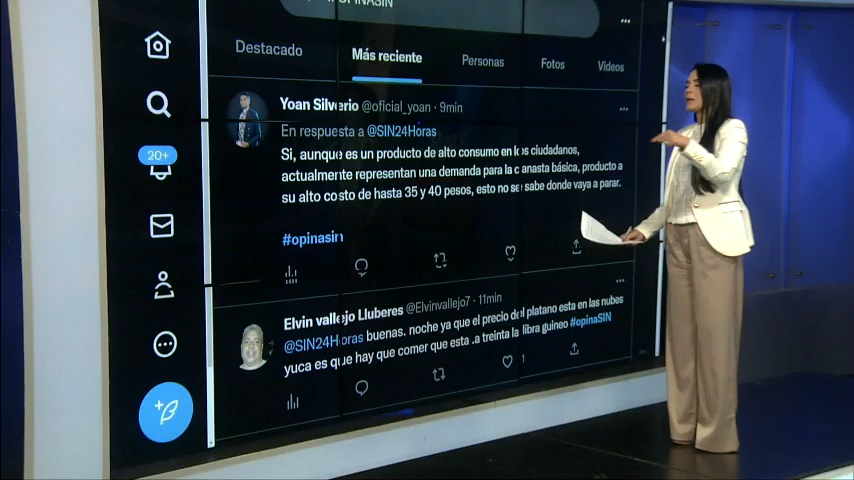 OPINASIN
Destacado
Más reciente
Personas
Fotos
Videos
20+
Yoan Silverio @oficial_yoan · 9min
En respuesta a @SIN24Horas
Si, aunque es un producto de alto consumo en los ciudadanos,
actualmente representan una demanda para la canasta básica, producto a
su alto costo de hasta 35 y 40 pesos, esto no se sabe donde vaya a parar.
#opinasin
Elvin vallejo Lluberes @Elvinvallejo7 · 11min
@SIN24Horas buenas. noche ya que el precio del platano esta en las nubes
yuca es que hay que comer que esta .a treinta la libra guineo #opinaSIN
1